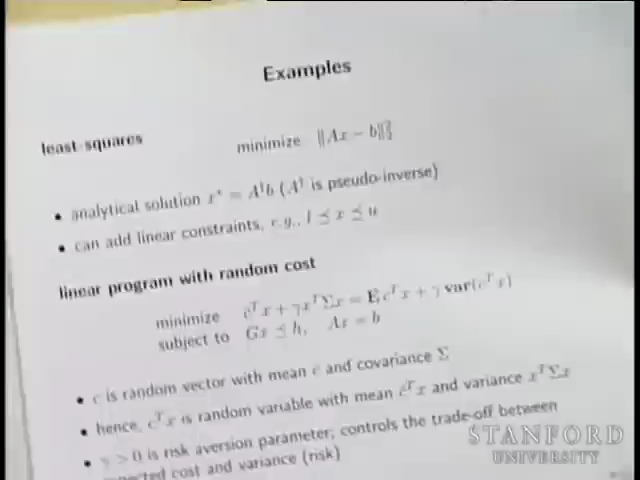 Examples
least-squares minimize ‖Ax − b‖₂²
• analytical solution x⋆ = A†b (A† is pseudo-inverse)
• can add linear constraints, e.g., l ⪯ x ⪯ u
linear program with random cost
minimize c̄ᵀx + γxᵀΣx = E cᵀx + γ var(cᵀx)
subject to Gx ⪯ h, Ax = b
• c is random vector with mean c̄ and covariance Σ
• hence, cᵀx is random variable with mean c̄ᵀx and variance xᵀΣx
• γ > 0 is risk aversion parameter; controls the trade-off between
cost and variance (risk)
STANFORD
UNIVERSITY